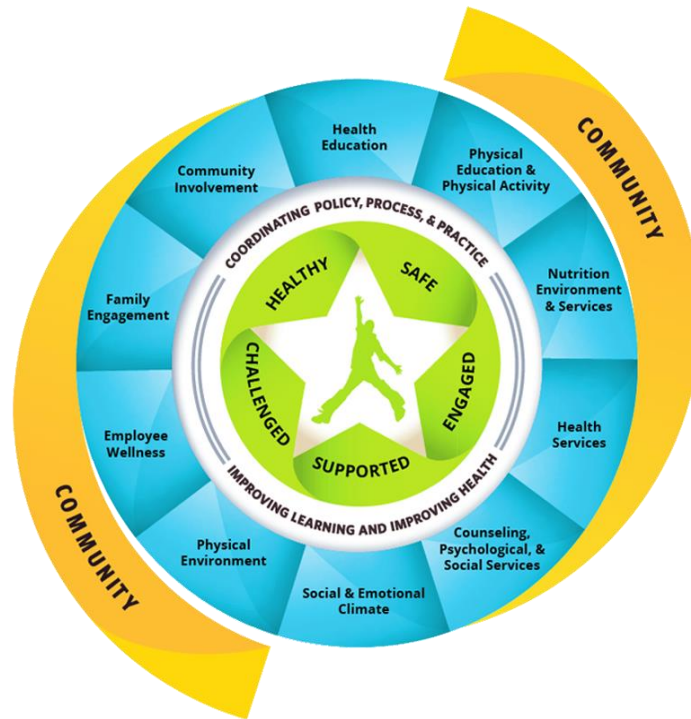 COMMUNITY
Health
Education
Physical
Education &
Physical Activity
Nutrition
Environment
& Services
Health
Services
Counseling,
Psychological, &
Social Services
Social & Emotional
Climate
Physical
Environment
Employee
Wellness
Family
Engagement
Community
Involvement
COMMUNITY
COORDINATING POLICY, PROCESS, & PRACTICE
HEALTHY
SAFE
ENGAGED
SUPPORTED
CHALLENGED
IMPROVING LEARNING AND IMPROVING HEALTH